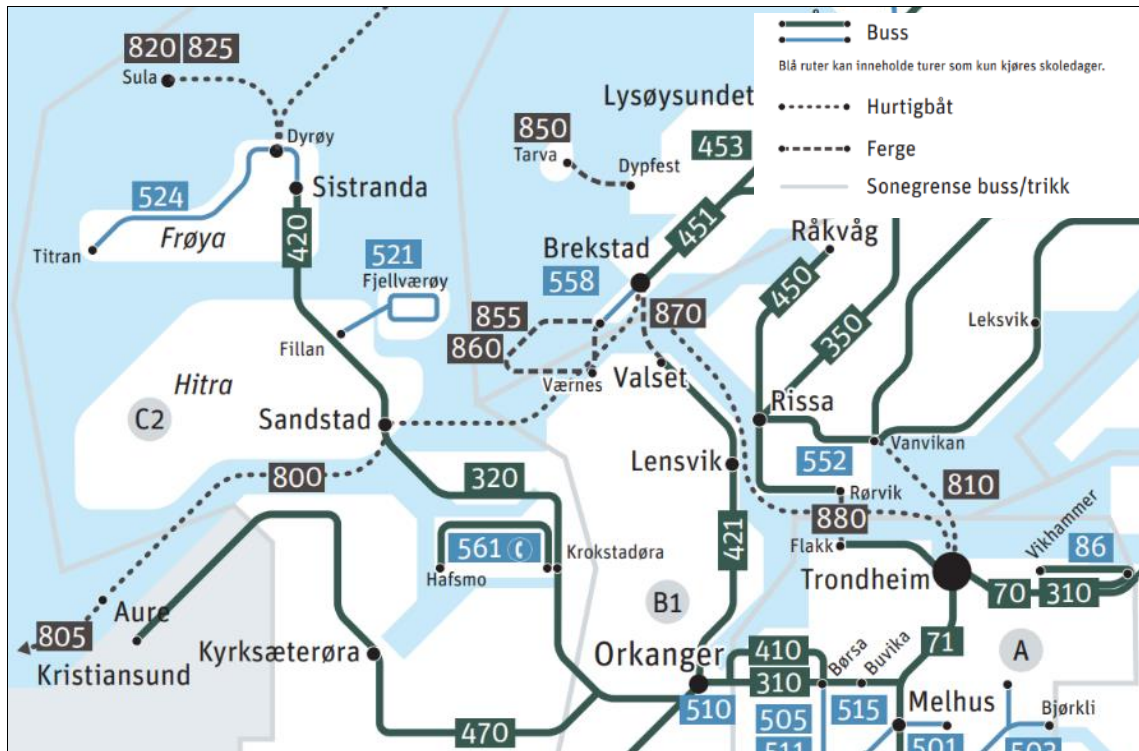 820 825
Sula
Dyrøy
Sistranda
524
Frøya
Titran
420
521
Fjellværøy
Fillan
Hitra
C2
Sandstad
800
320
561
Hafsmo
Krokstadøra
Aure
805
Kristiansund
Kyrksæterøra
470
Lysøysundet
850
Tarva
Dypfest
453
451
Brekstad
558
855
860
Værnes
870
Valset
Lensvik
421
B1
Orkanger
510
410
310
Børsa
Buvika
505
511
515
Råkvåg
450
350
Leksvik
Rissa
552
Vanvikan
Rørvik
810
880
Flakk
Trondheim
Vikhammer
86
70 310
71
A
Melhus
501
Bjørkli
Buss
Blå ruter kan inneholde turer som kun kjøres skoledager.
Hurtigbåt
Ferge
Sonegrense buss/trikk